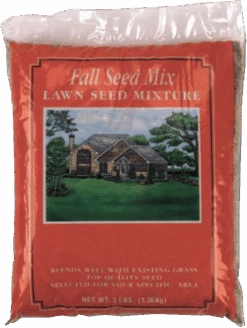 Fall Seed Mix
LAWN SEED MIXTURE
BLENDS WELL WITH EXISTING GRASS
TOP QUALITY SEED
SELECTED FOR YOUR SPECIFIC AREA
NET WT. 3 LBS. (1.36kg)